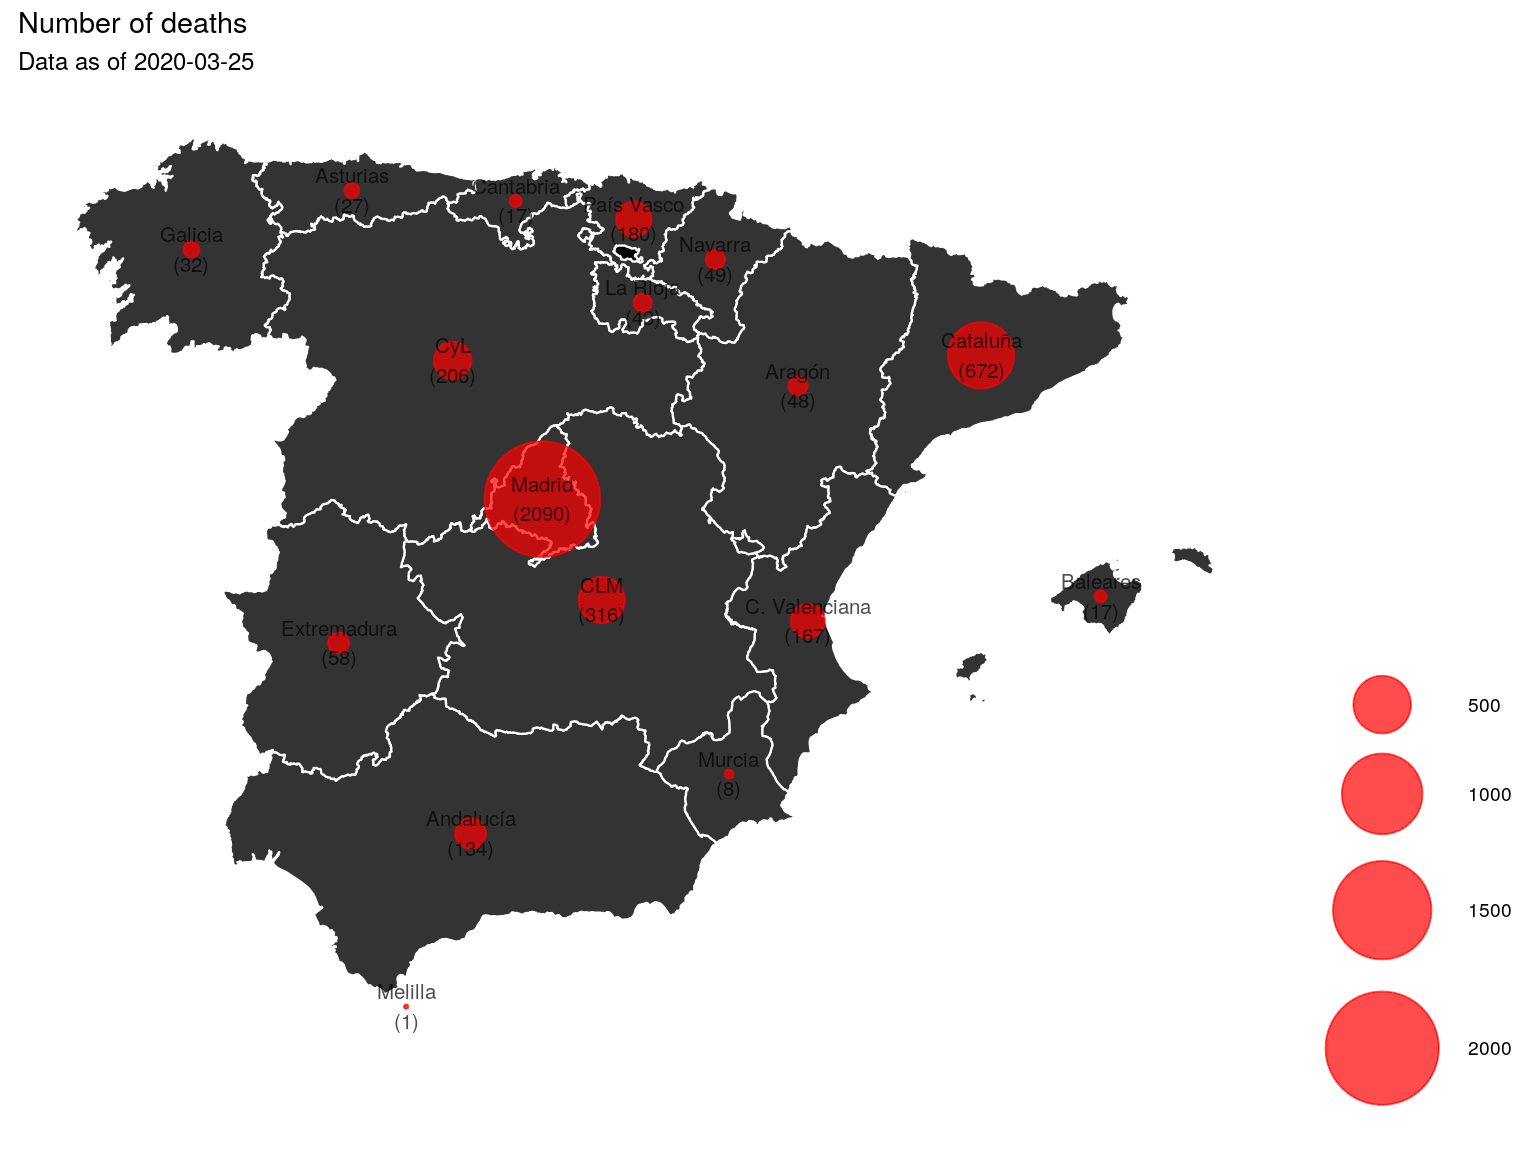 Number of deaths
Data as of 2020-03-25
Asturias
(27)
Cantabria
(17)
País Vasco
(180)
Galicia
(32)
Navarra
(49)
La Rioja
CyL
(206)
Cataluña
(672)
Aragón
(48)
Madrid
(2090)
CLM
(316)
C. Valenciana
(167)
Baleares
(17)
Extremadura
(58)
Murcia
(8)
Andalucía
(134)
Melilla
(1)
500
1000
1500
2000